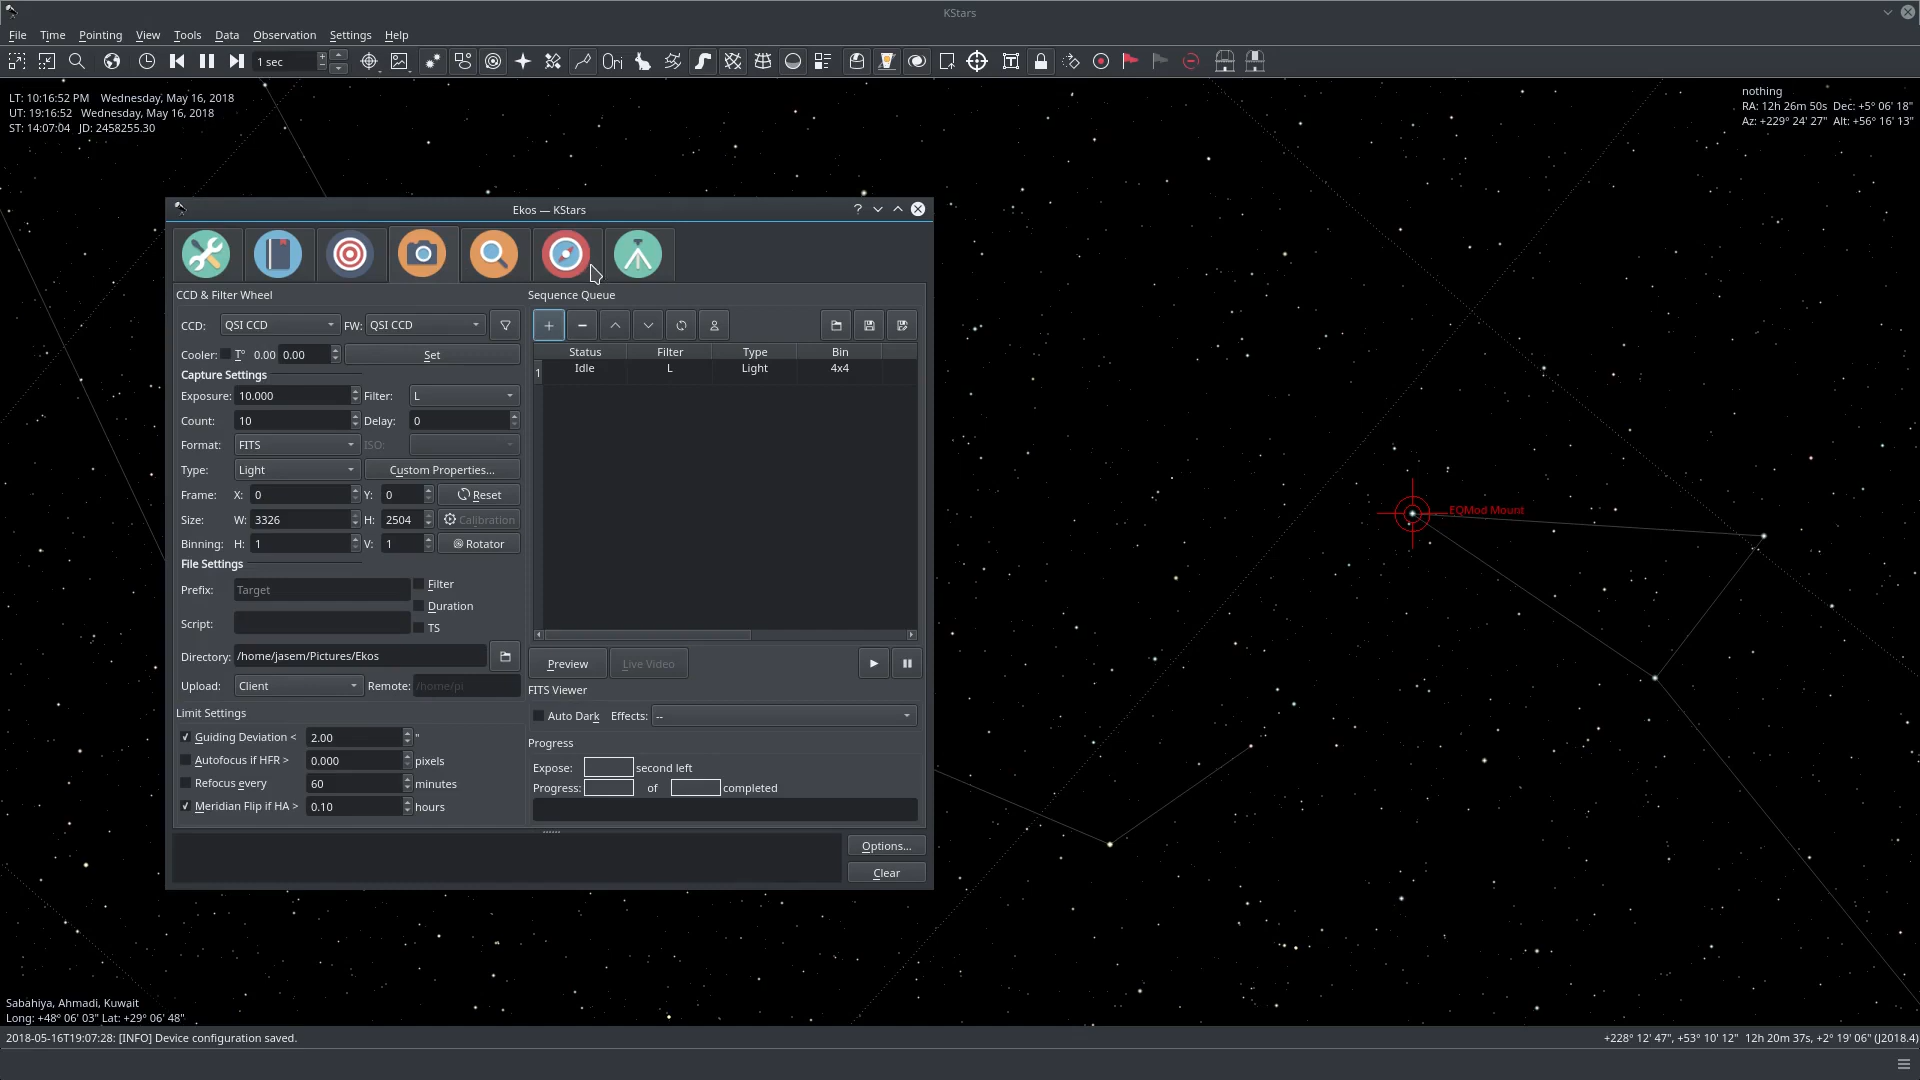 KStars
File Time Pointing View Tools Data Observation Settings Help
1 sec Ori
LT: 10:16:52 PM Wednesday, May 16, 2018
UT: 19:16:52 Wednesday, May 16, 2018
ST: 14:07:04 JD: 2458255.30
nothing
RA: 12h 26m 50s Dec: +5° 06' 18"
Az: +229° 24' 27" Alt: +56° 16' 13"
Ekos — KStars
CCD & Filter Wheel
CCD: QSI CCD FW: QSI CCD
Cooler: T° 0.00 0.00 Set
Capture Settings
Exposure: 10.000 Filter: L
Count: 10 Delay: 0
Format: FITS ISO:
Type: Light Custom Properties...
Frame: X: 0 Y: 0 Reset
Size: W: 3326 H: 2504 Calibration
Binning: H: 1 V: 1 Rotator
File Settings
Prefix: Target Filter
Duration
Script: TS
Directory: /home/jasem/Pictures/Ekos
Upload: Client Remote: /home/pi
Limit Settings
Guiding Deviation < 2.00 "
Autofocus if HFR > 0.000 pixels
Refocus every 60 minutes
Meridian Flip if HA > 0.10 hours
Sequence Queue
Status Filter Type Bin
1 Idle L Light 4x4
Preview Live Video
FITS Viewer
Auto Dark Effects: --
Progress
Expose: second left
Progress: of completed
Options...
Clear
EQMod Mount
Sabahiya, Ahmadi, Kuwait
Long: +48° 06' 03" Lat: +29° 06' 48"
2018-05-16T19:07:28: [INFO] Device configuration saved.
+228° 12' 47", +53° 10' 12" 12h 20m 37s, +2° 19' 06" (J2018.4)